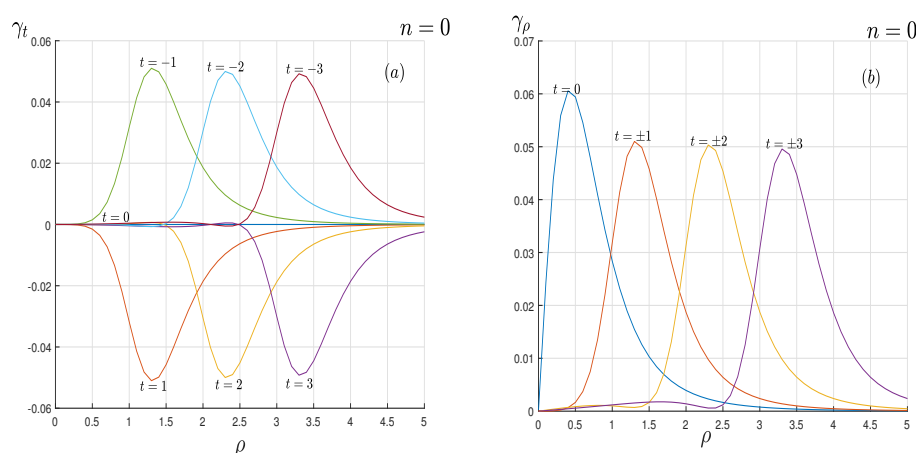 γt n = 0
0.06
0.04
0.02
0
-0.02
-0.04
-0.06
t = −1 t = −2 t = −3 (a)
t = 0
t = 1 t = 2 t = 3
0 0.5 1 1.5 2 2.5 3 3.5 4 4.5 5
ρ
γρ n = 0
0.07
0.06
0.05
0.04
0.03
0.02
0.01
0
t = 0 (b)
t = ±1 t = ±2 t = ±3
0 0.5 1 1.5 2 2.5 3 3.5 4 4.5 5
ρ